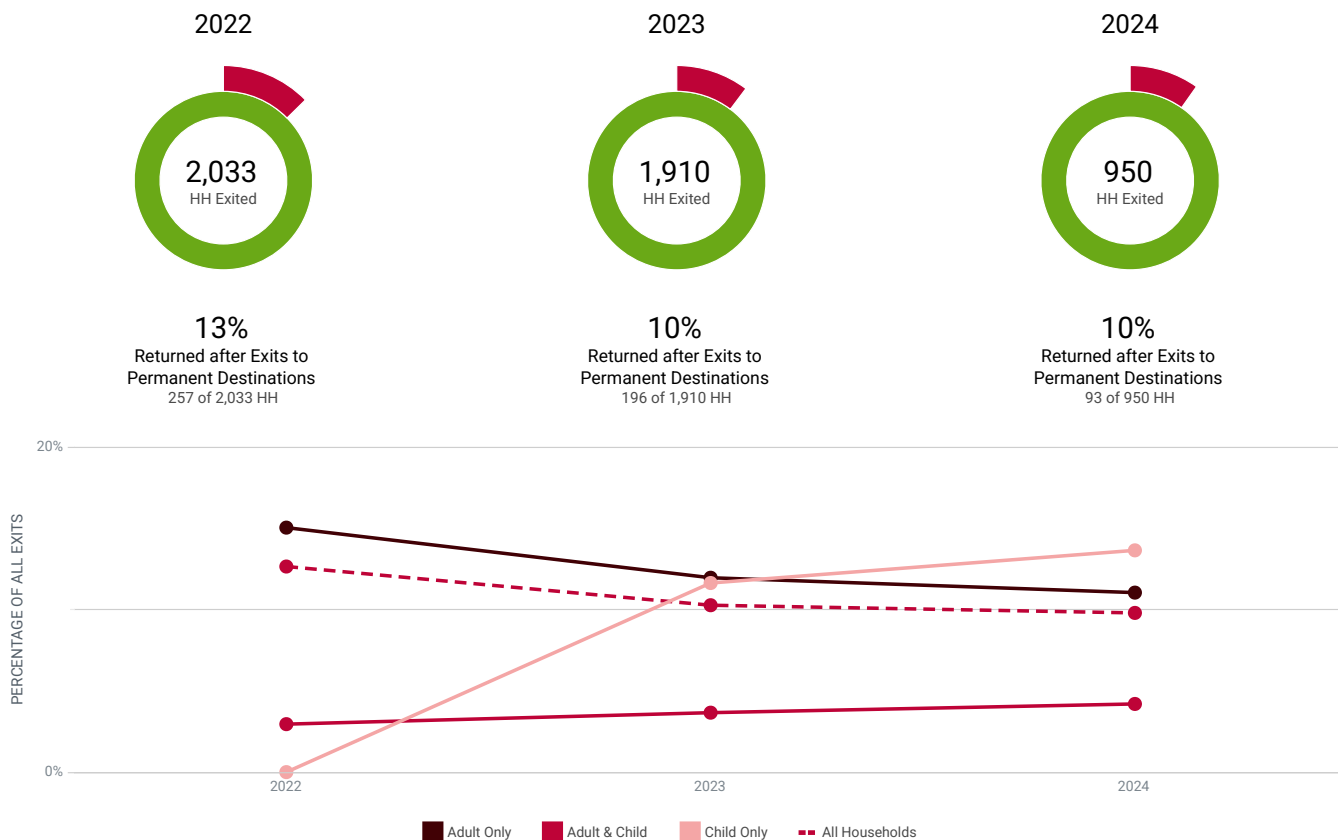 2022
2,033
HH Exited
13%
Returned after Exits to
Permanent Destinations
257 of 2,033 HH
2023
1,910
HH Exited
10%
Returned after Exits to
Permanent Destinations
196 of 1,910 HH
2024
950
HH Exited
10%
Returned after Exits to
Permanent Destinations
93 of 950 HH
PERCENTAGE OF ALL EXITS
20%
0%
2022
2023
2024
Adult Only
Adult & Child
Child Only
All Households